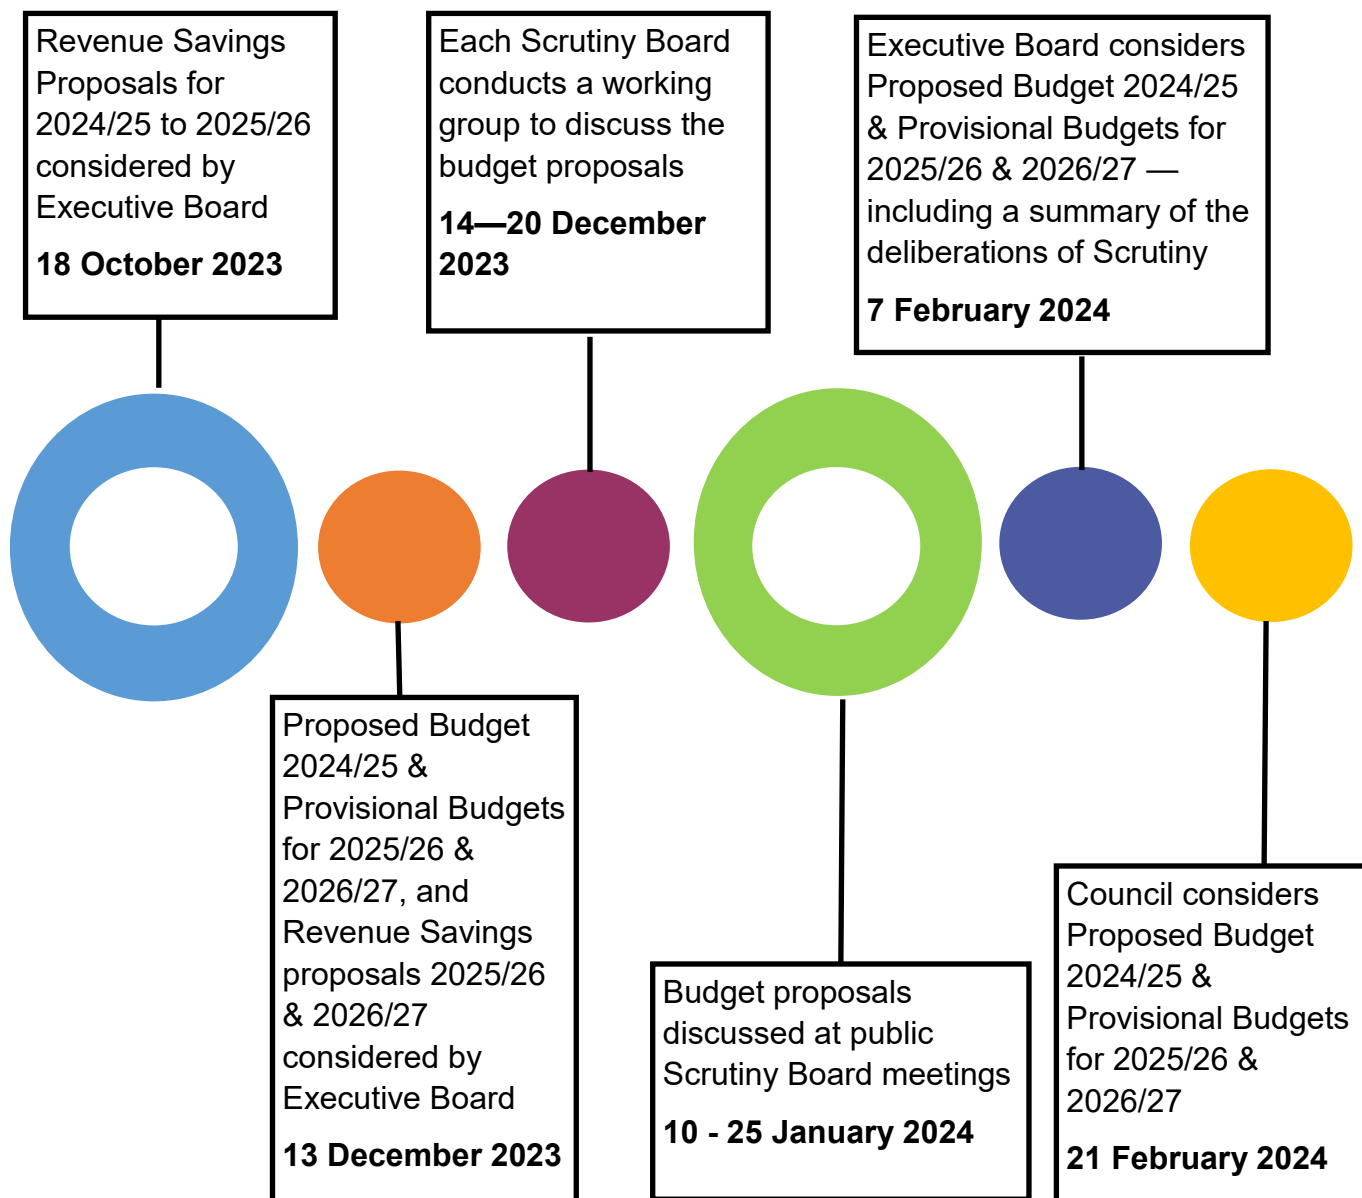 Revenue Savings
Proposals for
2024/25 to 2025/26
considered by
Executive Board
18 October 2023
Proposed Budget
2024/25 &
Provisional Budgets
for 2025/26 &
2026/27, and
Revenue Savings
proposals 2025/26
& 2026/27
considered by
Executive Board
13 December 2023
Each Scrutiny Board
conducts a working
group to discuss the
budget proposals
14—20 December
2023
Budget proposals
discussed at public
Scrutiny Board meetings
10 - 25 January 2024
Executive Board considers
Proposed Budget 2024/25
& Provisional Budgets for
2025/26 & 2026/27 —
including a summary of the
deliberations of Scrutiny
7 February 2024
Council considers
Proposed Budget
2024/25 &
Provisional Budgets
for 2025/26 &
2026/27
21 February 2024